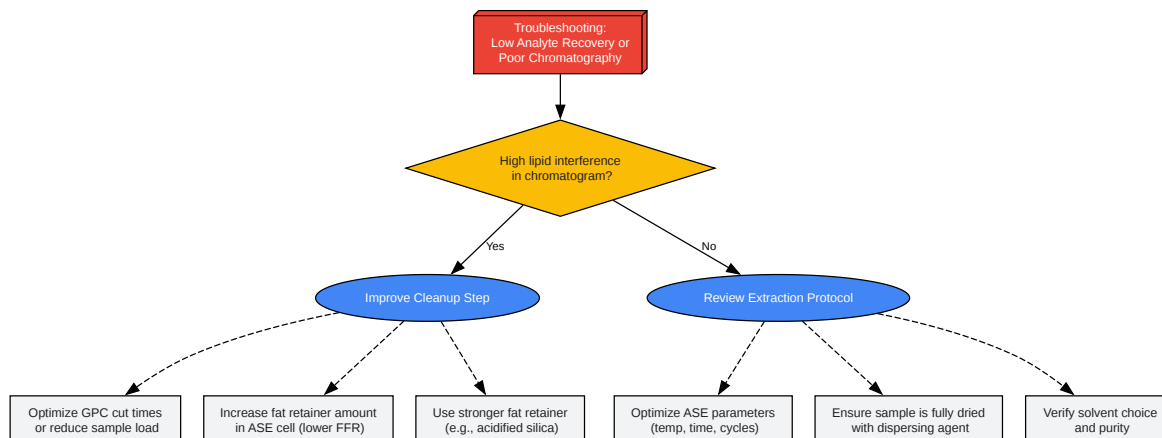 Troubleshooting:
Low Analyte Recovery or
Poor Chromatography
High lipid interference
in chromatogram?
Yes
No
Improve Cleanup Step
Review Extraction Protocol
Optimize GPC cut times
or reduce sample load
Increase fat retainer amount
in ASE cell (lower FFR)
Use stronger fat retainer
(e.g., acidified silica)
Optimize ASE parameters
(temp, time, cycles)
Ensure sample is fully dried
with dispersing agent
Verify solvent choice
and purity